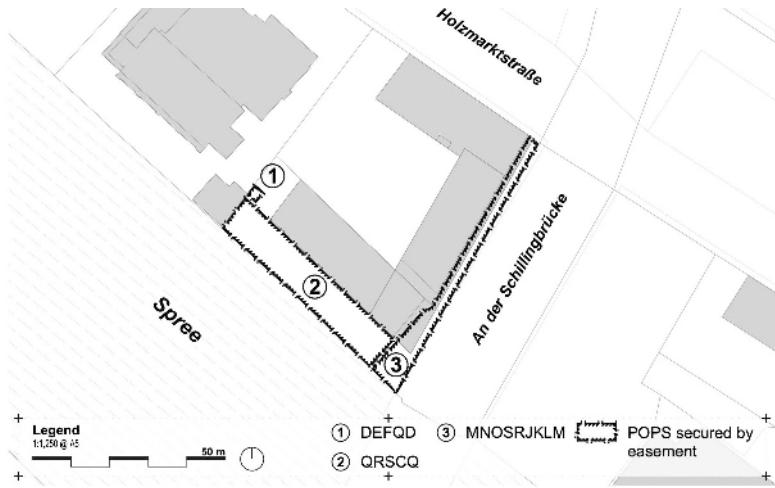 Holzmarktstraße
An der Schillingbrücke
Spree
1
2
3
Legend
1:1,250 @ A5
50 m
1 DEFQD
2 QRSCQ
3 MNOSRJKLM
POPS secured by
easement